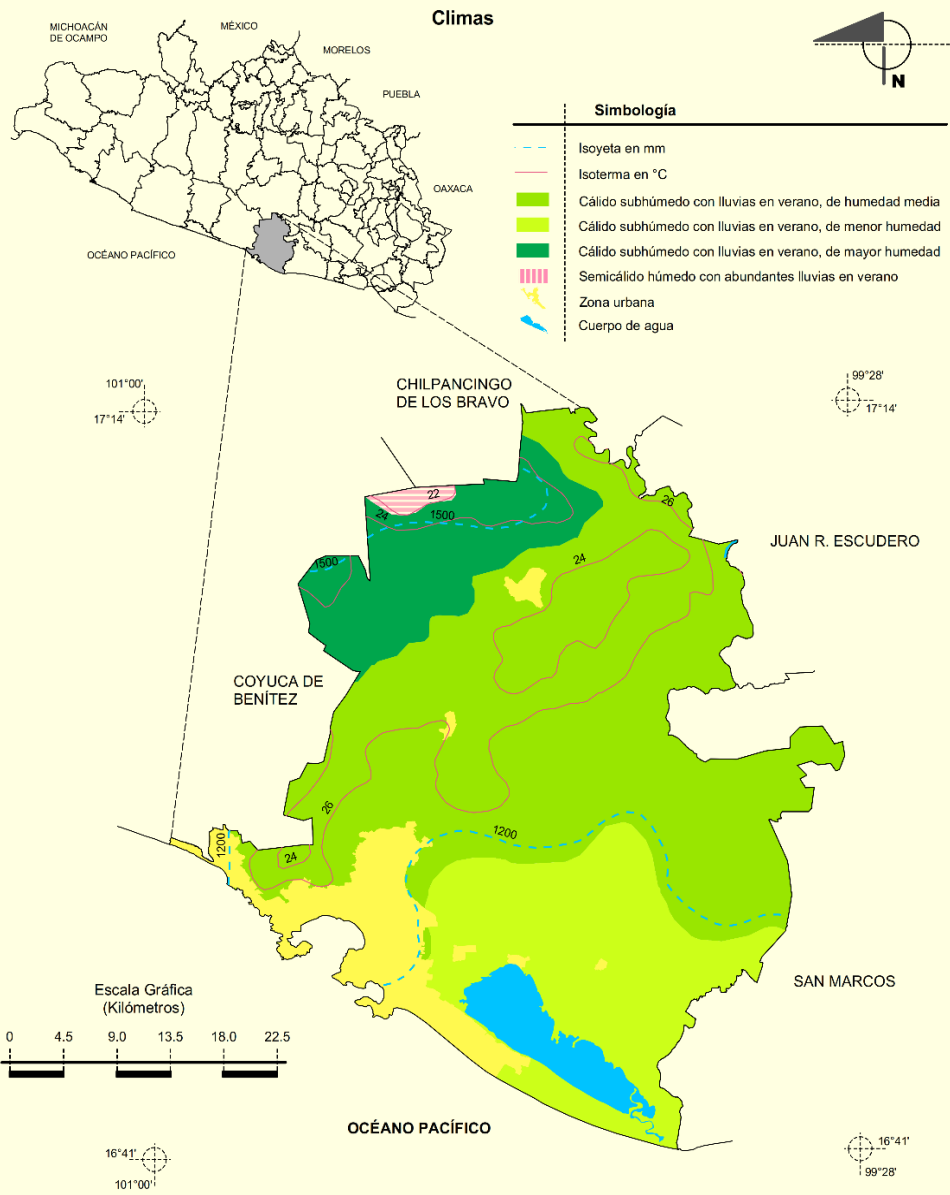 Climas
MICHOACÁN
DE OCAMPO
MÉXICO
MORELOS
PUEBLA
OAXACA
OCÉANO PACÍFICO
N
Simbología
Isoyeta en mm
Isoterma en °C
Cálido subhúmedo con lluvias en verano, de humedad media
Cálido subhúmedo con lluvias en verano, de menor humedad
Cálido subhúmedo con lluvias en verano, de mayor humedad
Semicálido húmedo con abundantes lluvias en verano
Zona urbana
Cuerpo de agua
101°00'
17°14'
99°28'
17°14'
CHILPANCINGO
DE LOS BRAVO
22
24
1500
26
1500
24
JUAN R. ESCUDERO
COYUCA DE
BENÍTEZ
26
1200
1200
24
SAN MARCOS
Escala Gráfica
(Kilómetros)
0 4.5 9.0 13.5 18.0 22.5
OCÉANO PACÍFICO
16°41'
101°00'
16°41'
99°28'